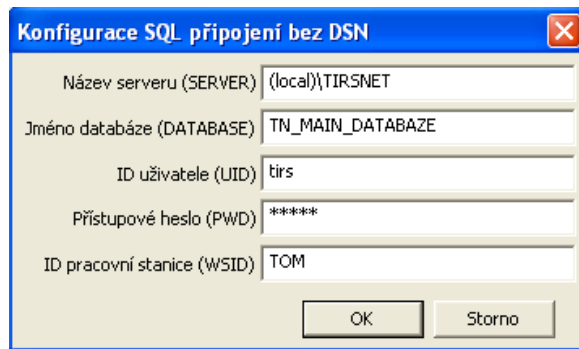 Konfigurace SQL připojení bez DSN
Název serveru (SERVER) (local)\TIRSNET
Jméno databáze (DATABASE) TN_MAIN_DATABAZE
ID uživatele (UID) tirs
Přístupové heslo (PWD) *****
ID pracovní stanice (WSID) TOM
OK Storno